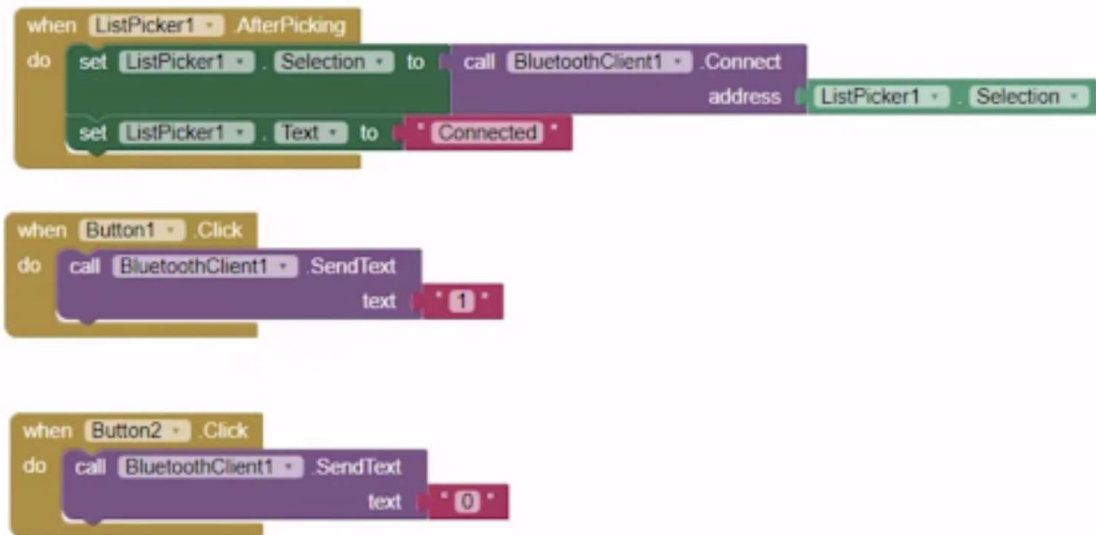 when ListPicker1 .AfterPicking
do set ListPicker1 . Selection to call BluetoothClient1 .Connect
address ListPicker1 . Selection
set ListPicker1 . Text to " Connected "
when Button1 .Click
do call BluetoothClient1 .SendText
text " 1 "
when Button2 .Click
do call BluetoothClient1 .SendText
text " 0 "